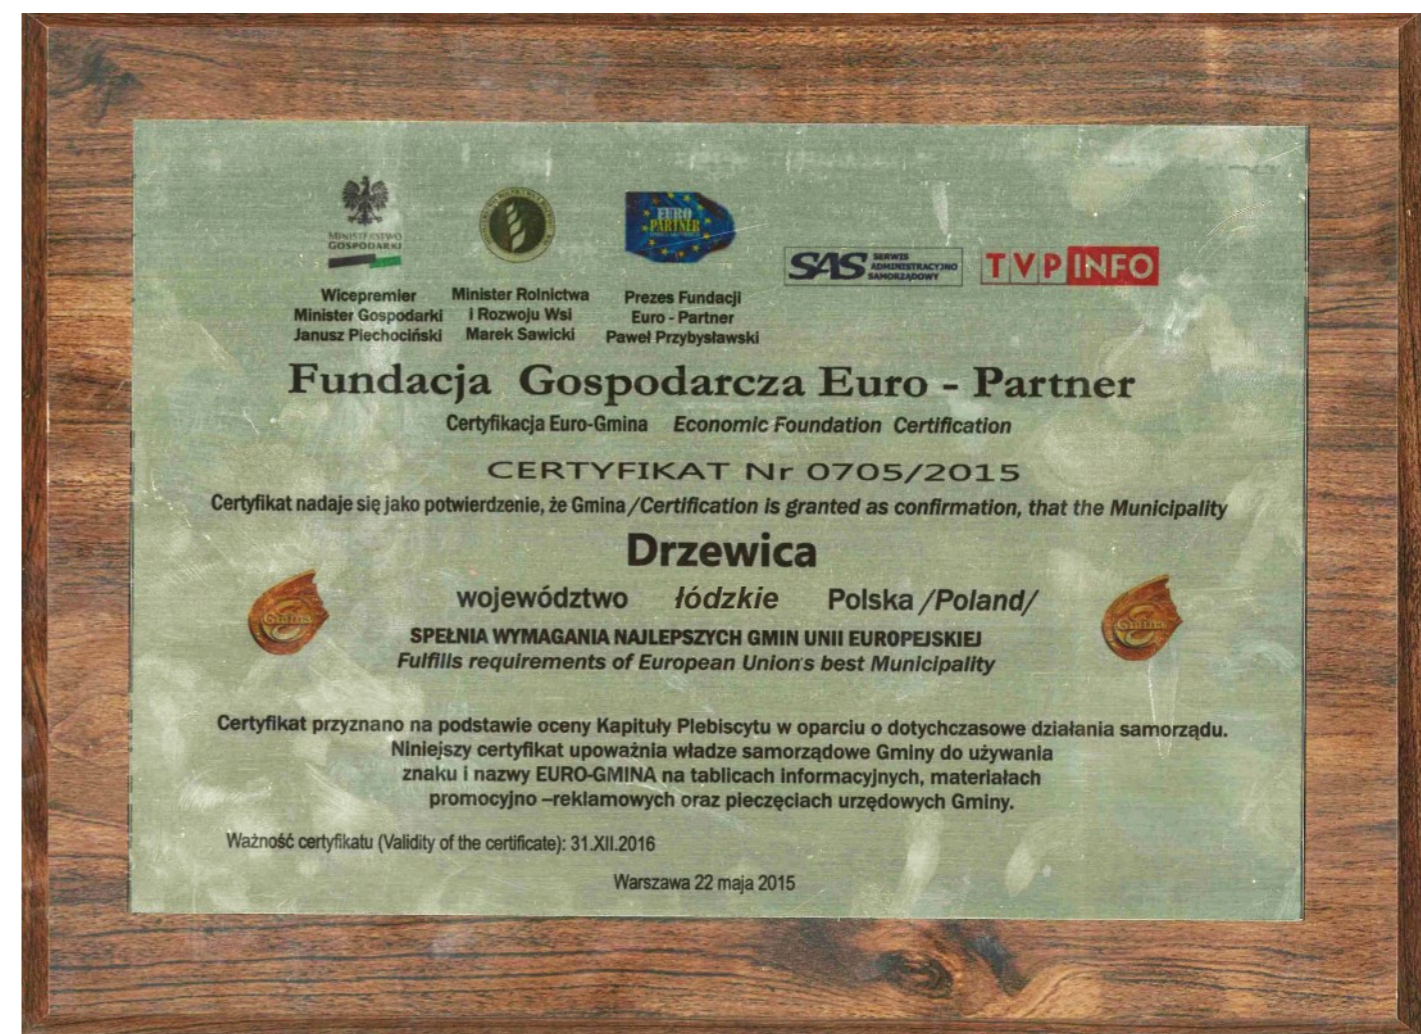 MINISTERSTWO
GOSPODARKI
EURO
PARTNER
SAS SERWIS
ADMINISTRACYJNO
SAMORZĄDOWY
TVP INFO
Wicepremier
Minister Gospodarki
Janusz Piechociński
Minister Rolnictwa
i Rozwoju Wsi
Marek Sawicki
Prezes Fundacji
Euro - Partner
Paweł Przybysławski
Fundacja Gospodarcza Euro - Partner
Certyfikacja Euro-Gmina Economic Foundation Certification
CERTYFIKAT Nr 0705/2015
Certyfikat nadaje się jako potwierdzenie, że Gmina /Certification is granted as confirmation, that the Municipality
Drzewica
województwo łódzkie Polska /Poland/
SPEŁNIA WYMAGANIA NAJLEPSZYCH GMIN UNII EUROPEJSKIEJ
Fulfills requirements of European Union's best Municipality
Gmina
Gmina
Certyfikat przyznano na podstawie oceny Kapituły Plebiscytu w oparciu o dotychczasowe działania samorządu.
Niniejszy certyfikat upoważnia władze samorządowe Gminy do używania
znaku i nazwy EURO-GMINA na tablicach informacyjnych, materiałach
promocyjno –reklamowych oraz pieczęciach urzędowych Gminy.
Ważność certyfikatu (Validity of the certificate): 31.XII.2016
Warszawa 22 maja 2015